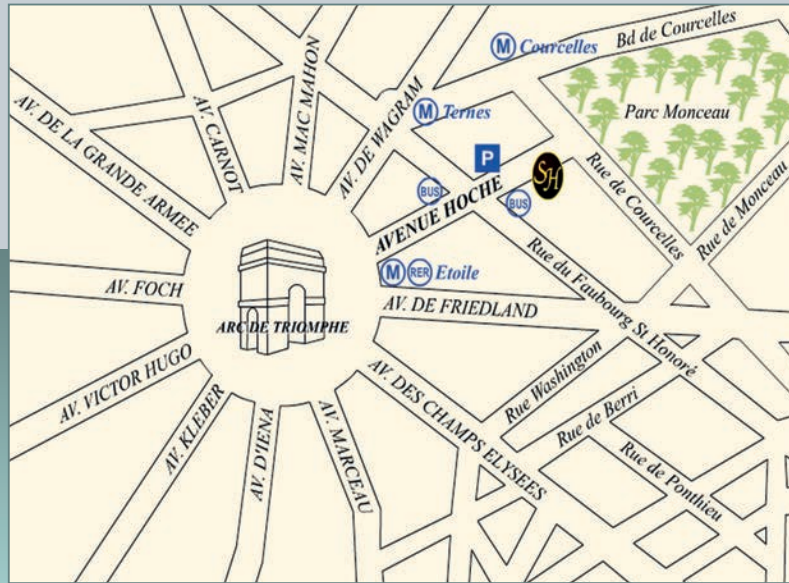 Bd de Courcelles
M Courcelles
Parc Monceau
M Ternes
AV. MAC MAHON
AV. DE WAGRAM
AV. CARNOT
AV. DE LA GRANDE ARMEE
P
SH
BUS
BUS
AVENUE HOCHE
Rue de Courcelles
Rue de Monceau
M RER Etoile
Rue du Faubourg St Honoré
AV. FOCH
AV. DE FRIEDLAND
ARC DE TRIOMPHE
AV. VICTOR HUGO
AV. KLEBER
AV. D'IENA
AV. MARCEAU
AV. DES CHAMPS ELYSEES
Rue Washington
Rue de Berri
Rue de Ponthieu